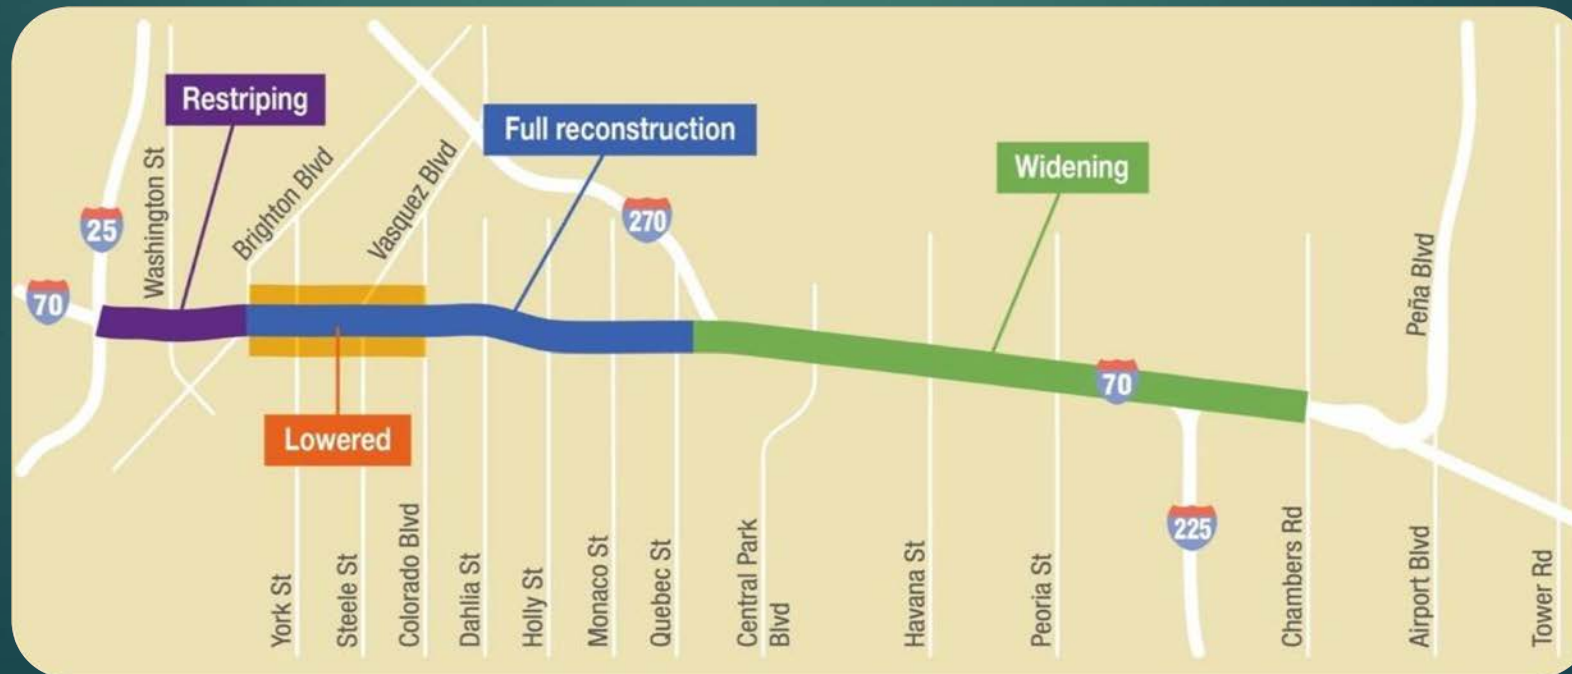 Restriping
Full reconstruction
Widening
Lowered
25
70
270
70
225
Washington St
Brighton Blvd
Vasquez Blvd
Peña Blvd
York St
Steele St
Colorado Blvd
Dahlia St
Holly St
Monaco St
Quebec St
Central Park
Blvd
Havana St
Peoria St
Chambers Rd
Airport Blvd
Tower Rd